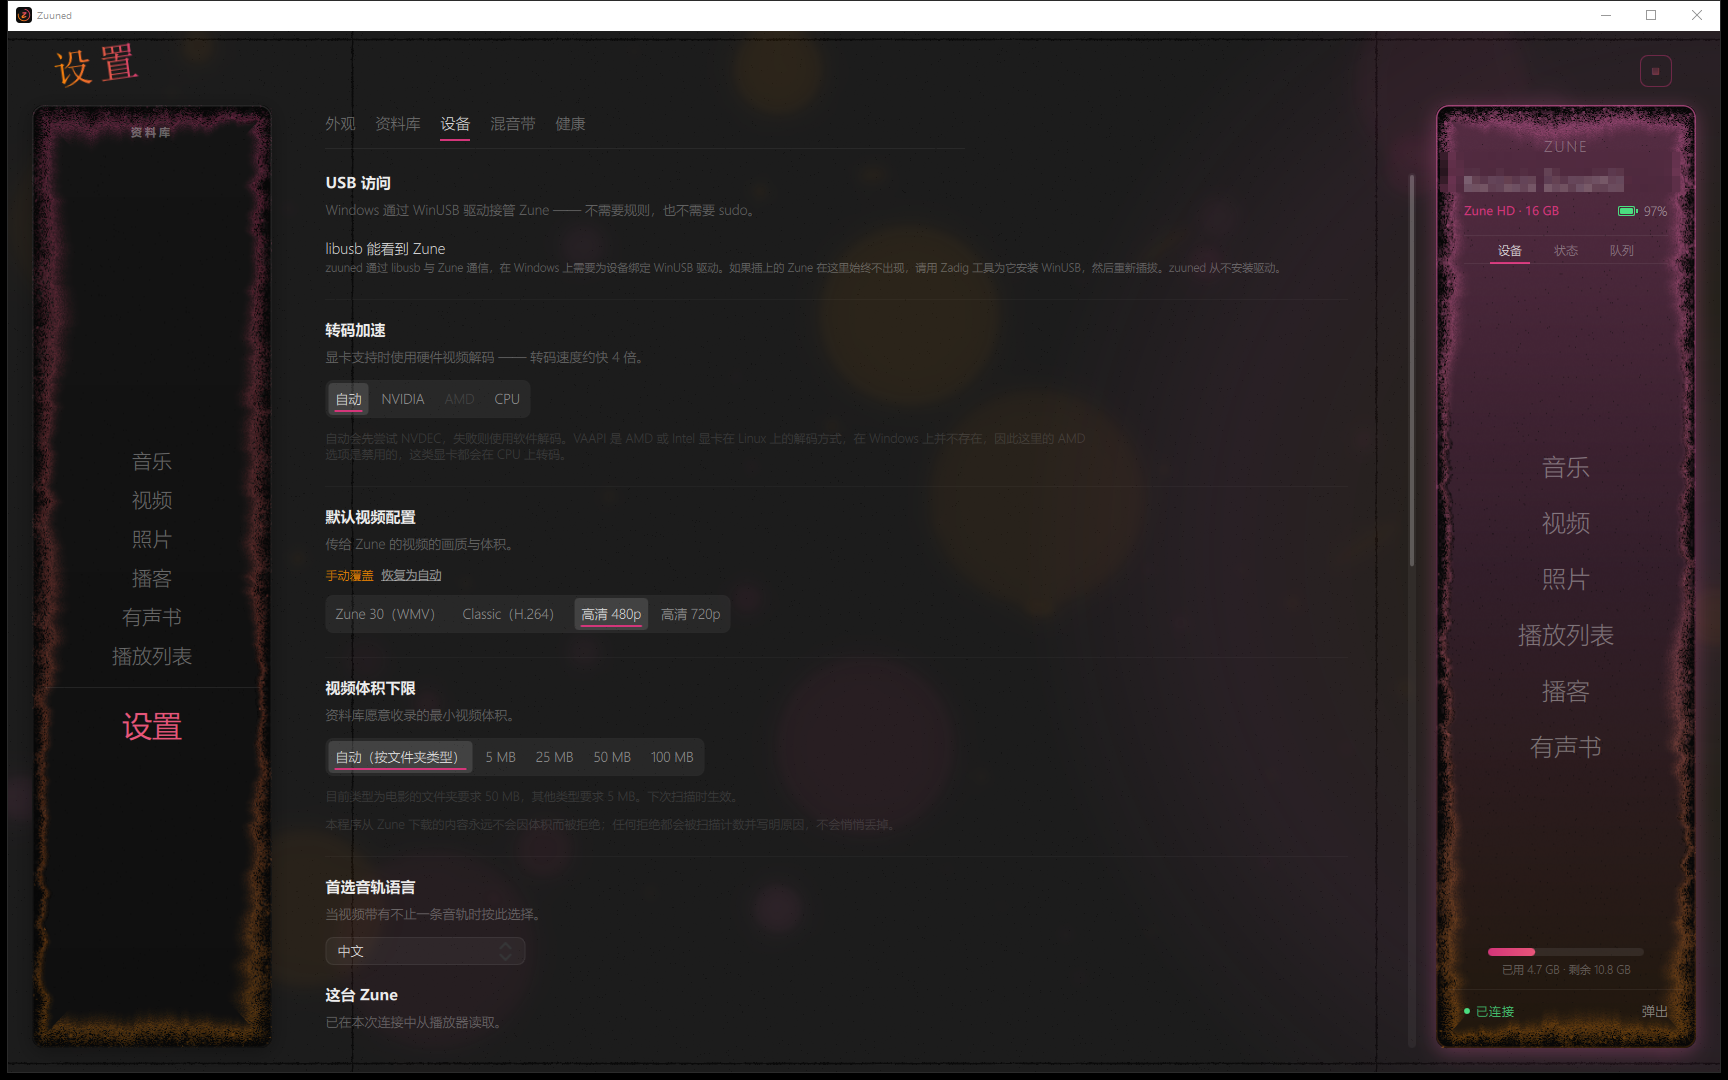 Zuuned
设置
资料库
音乐
视频
照片
播客
有声书
播放列表
设置
外观 资料库 设备 混音带 健康
USB 访问
Windows 通过 WinUSB 驱动接管 Zune —— 不需要规则，也不需要 sudo。
libusb 能看到 Zune
zuuned 通过 libusb 与 Zune 通信，在 Windows 上需要为设备绑定 WinUSB 驱动。如果插上的 Zune 在这里始终不出现，请用 Zadig 工具为它安装 WinUSB，然后重新插拔。zuuned 从不安装驱动。
转码加速
显卡支持时使用硬件视频解码 —— 转码速度约快 4 倍。
自动 NVIDIA AMD CPU
自动会先尝试 NVDEC，失败则使用软件解码。VAAPI 是 AMD 或 Intel 显卡在 Linux 上的解码方式，在 Windows 上并不存在，因此这里的 AMD
选项是禁用的，这类显卡都会在 CPU 上转码。
默认视频配置
传给 Zune 的视频的画质与体积。
手动覆盖 恢复为自动
Zune 30（WMV） Classic（H.264） 高清 480p 高清 720p
视频体积下限
资料库愿意收录的最小视频体积。
自动（按文件夹类型） 5 MB 25 MB 50 MB 100 MB
目前类型为电影的文件夹要求 50 MB，其他类型要求 5 MB。下次扫描时生效。
本程序从 Zune 下载的内容永远不会因体积而被拒绝，任何拒绝都会被扫描计数并写明原因，不会悄悄丢掉。
首选音轨语言
当视频带有不止一条音轨时按此选择。
中文
这台 Zune
已在本次连接中从播放器读取。
ZUNE
Zune HD · 16 GB 97%
设备 状态 队列
音乐
视频
照片
播放列表
播客
有声书
已用 4.7 GB · 剩余 10.8 GB
已连接 弹出